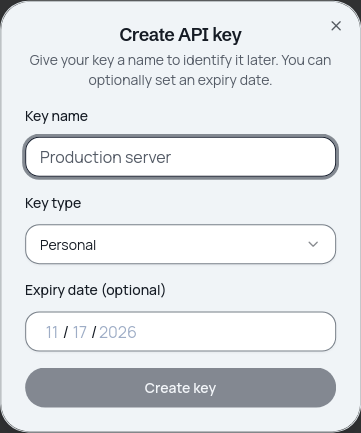 Create API key
Give your key a name to identify it later. You can
optionally set an expiry date.
Key name
Production server
Key type
Personal
Expiry date (optional)
11 / 17 / 2026
Create key